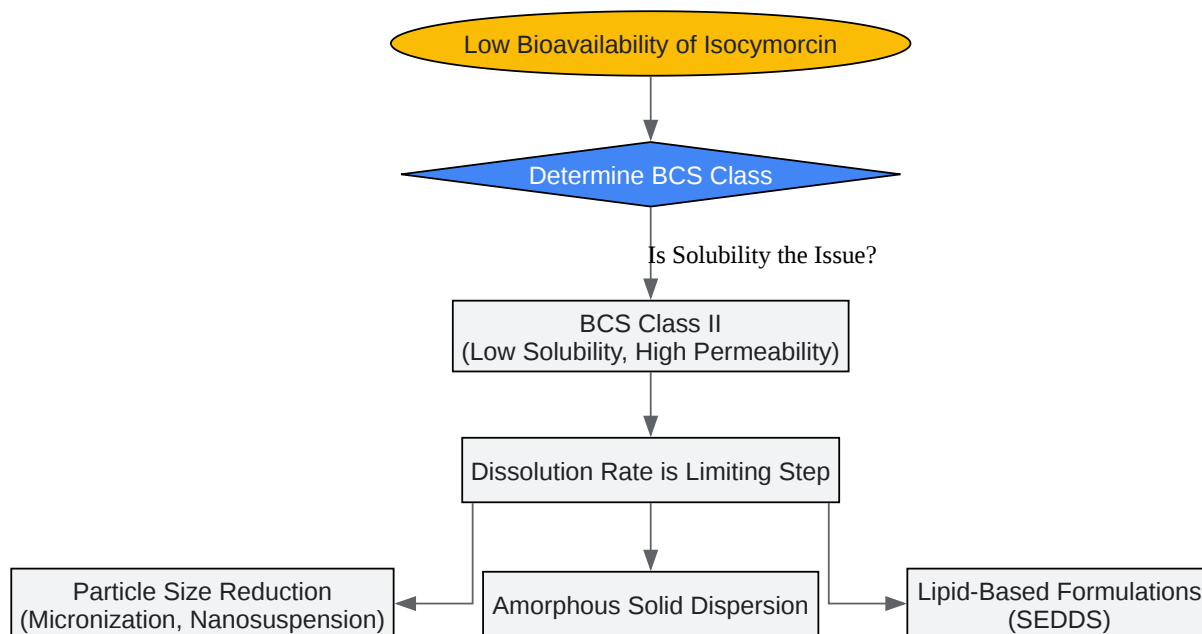 Low Bioavailability of Isocymorcin
Determine BCS Class
Is Solubility the Issue?
BCS Class II
(Low Solubility, High Permeability)
Dissolution Rate is Limiting Step
Particle Size Reduction
(Micronization, Nanosuspension)
Amorphous Solid Dispersion
Lipid-Based Formulations
(SEDDS)